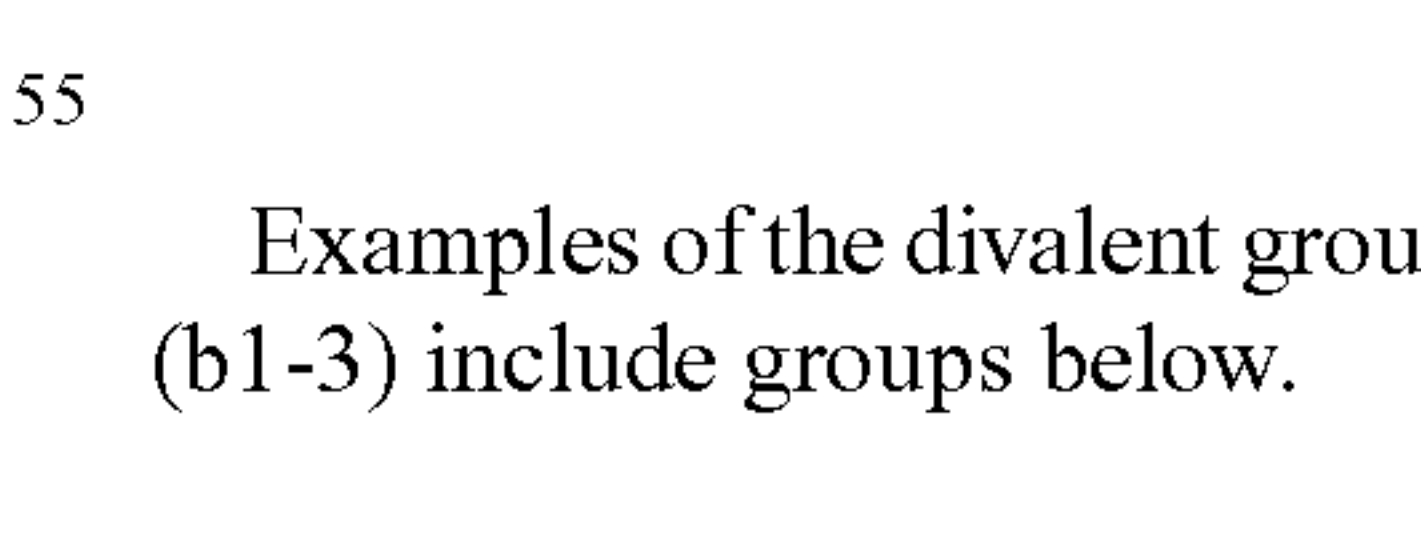 55
Examples of the divalent grou
(b1-3) include groups below.